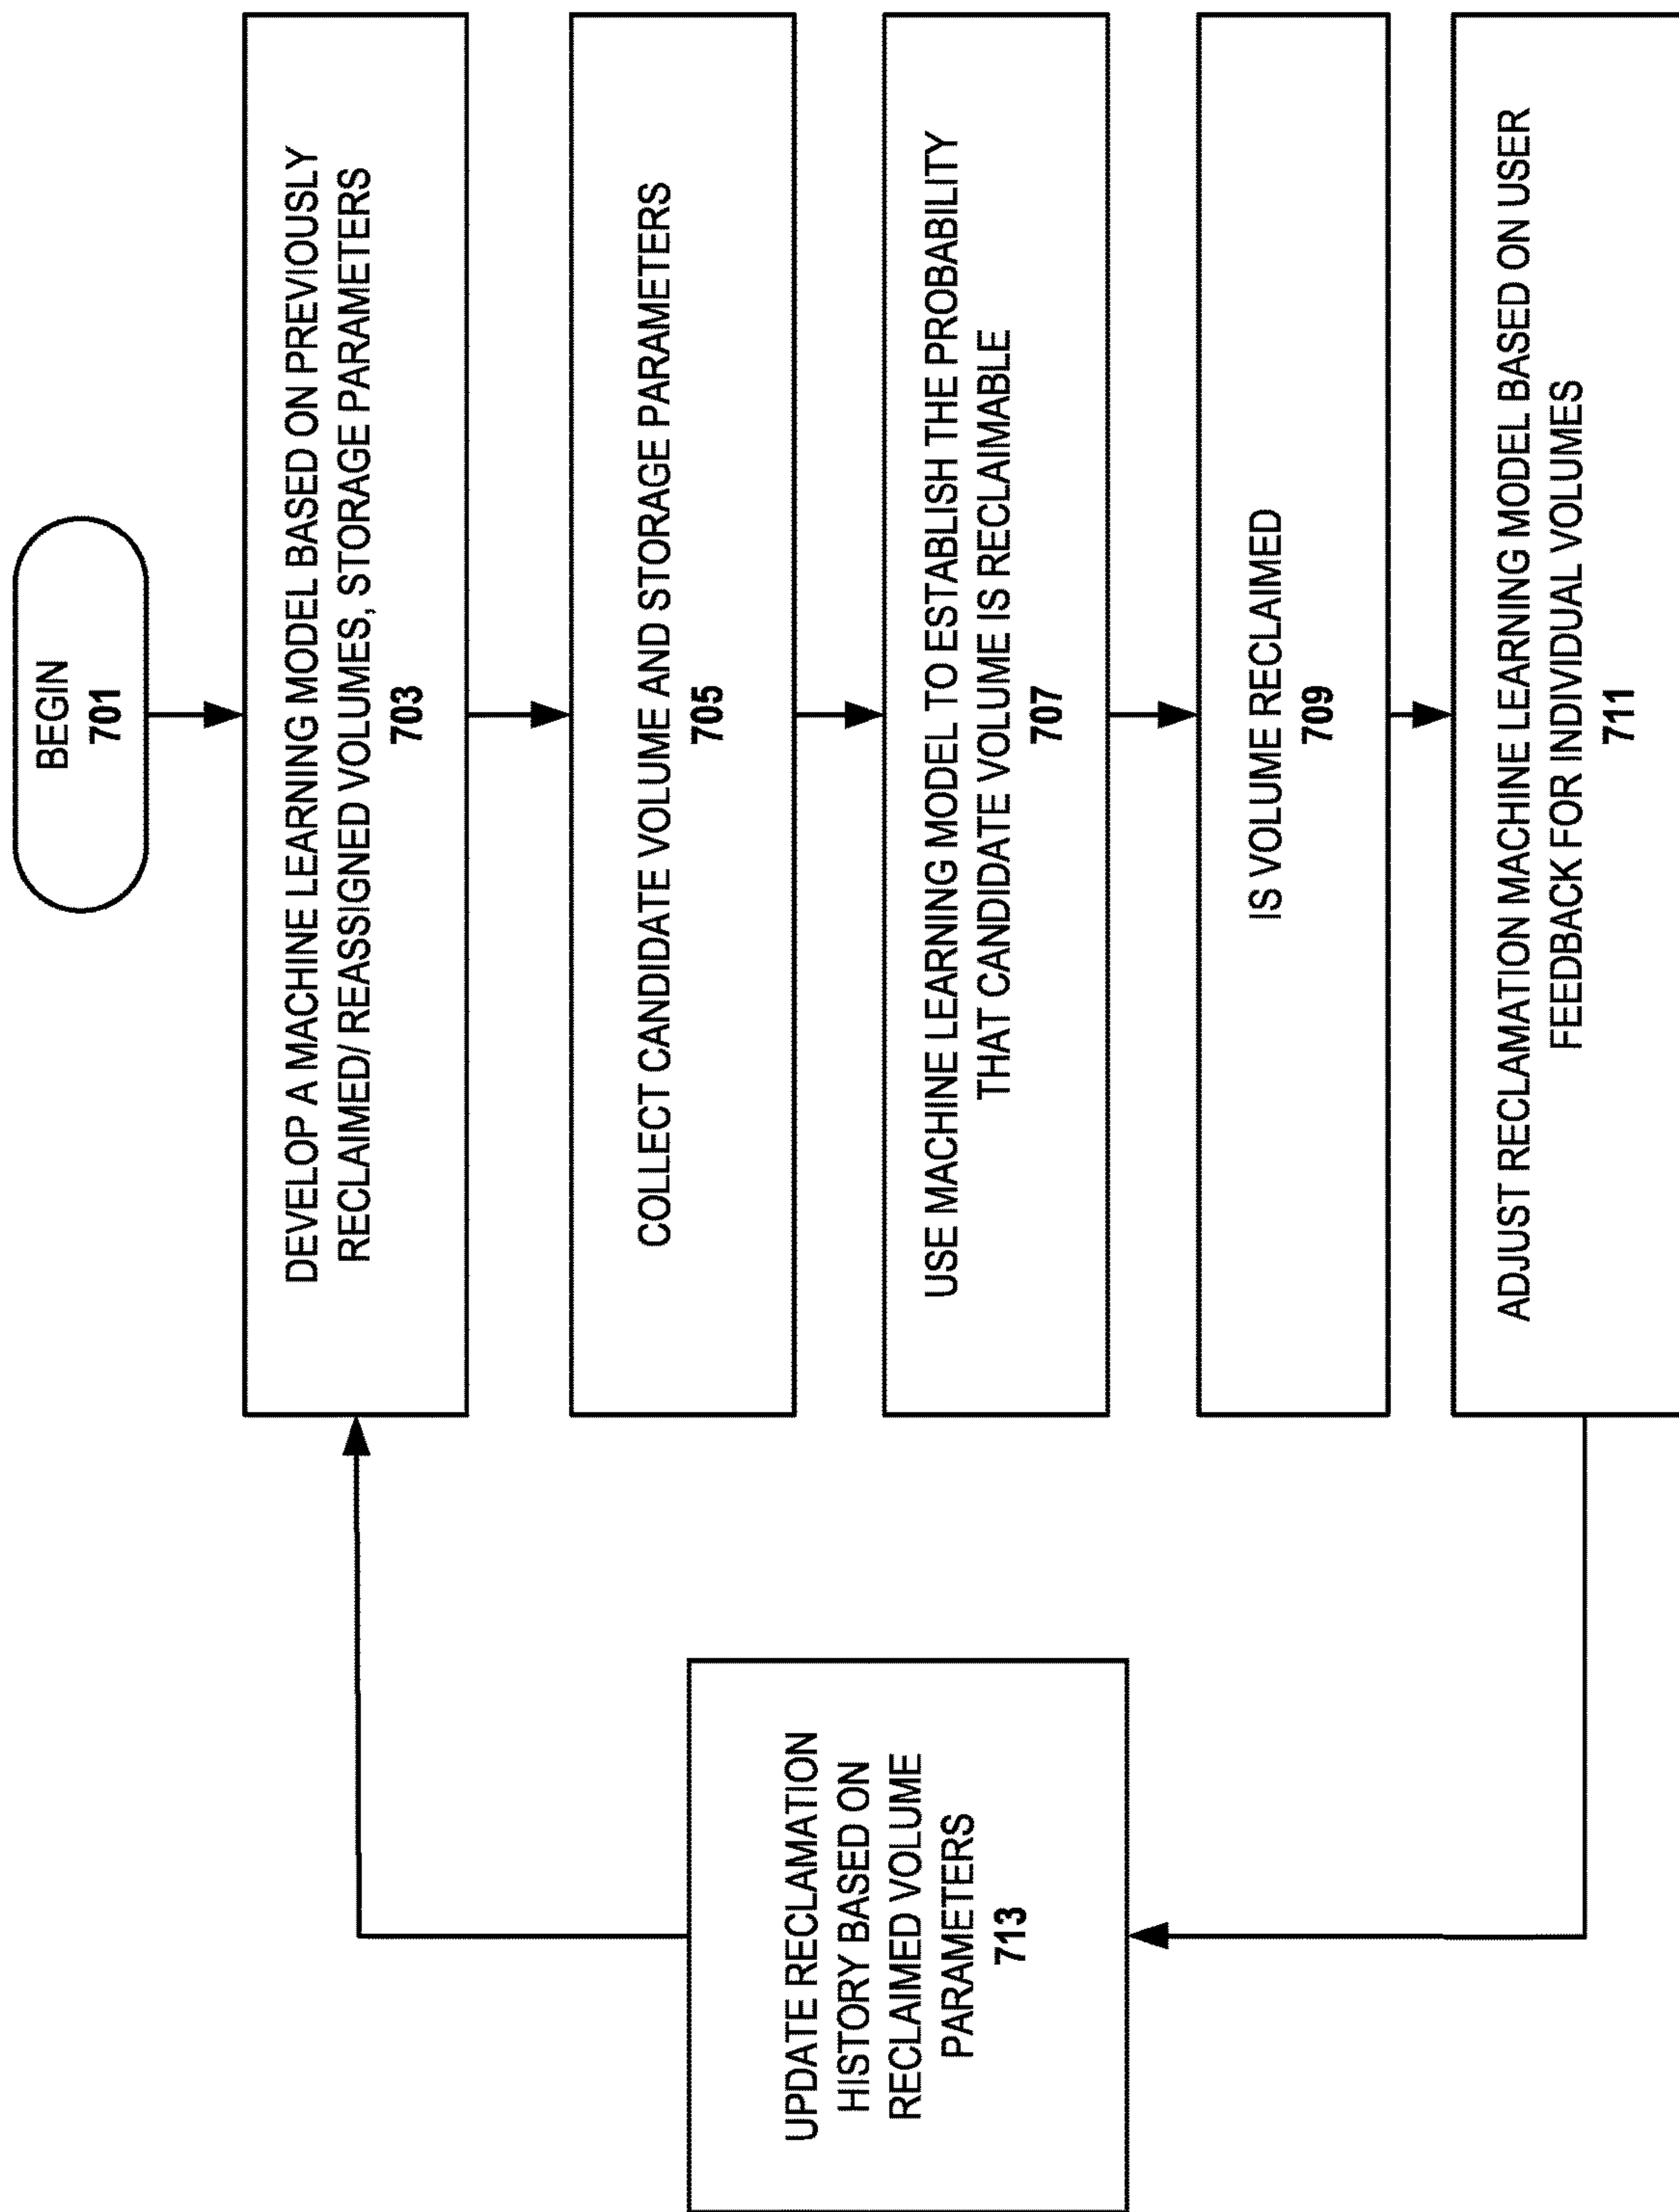 BEGIN
701
DEVELOP A MACHINE LEARNING MODEL BASED ON PREVIOUSLY
RECLAIMED/ REASSIGNED VOLUMES, STORAGE PARAMETERS
703
COLLECT CANDIDATE VOLUME AND STORAGE PARAMETERS
705
USE MACHINE LEARNING MODEL TO ESTABLISH THE PROBABILITY
THAT CANDIDATE VOLUME IS RECLAIMABLE
707
IS VOLUME RECLAIMED
709
ADJUST RECLAMATION MACHINE LEARNING MODEL BASED ON USER
FEEDBACK FOR INDIVIDUAL VOLUMES
711
UPDATE RECLAMATION
HISTORY BASED ON
RECLAIMED VOLUME
PARAMETERS
713